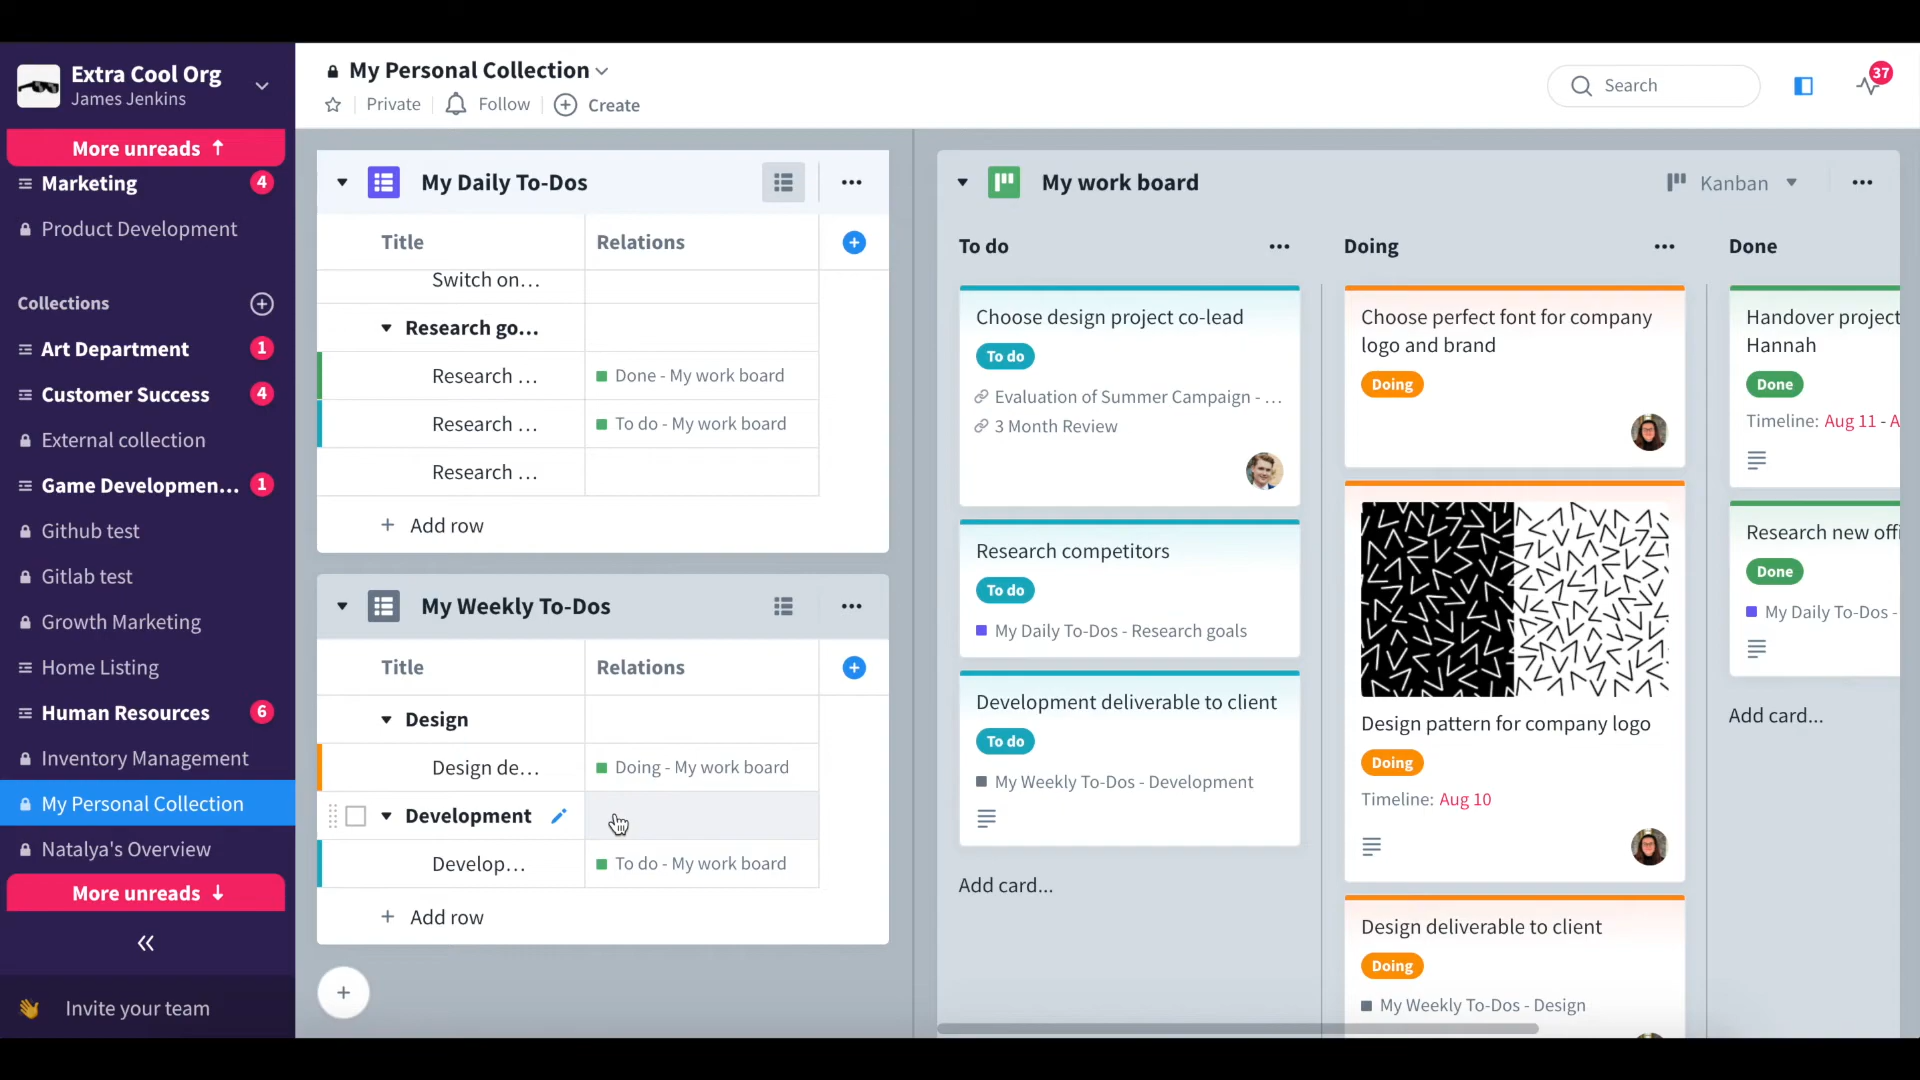 Extra Cool Org
James Jenkins
More unreads ↑
Marketing 4
Product Development
Collections
Art Department 1
Customer Success 4
External collection
Game Developmen... 1
Github test
Gitlab test
Growth Marketing
Home Listing
Human Resources 6
Inventory Management
My Personal Collection
Natalya's Overview
More unreads ↓
Invite your team
My Personal Collection
Private
Follow
Create
Search
37
My Daily To-Dos
Title Relations
Switch on...
Research go...
Research ... Done - My work board
Research ... To do - My work board
Research ...
+ Add row
My Weekly To-Dos
Title Relations
Design
Design de... Doing - My work board
Development
Develop... To do - My work board
+ Add row
My work board
Kanban
To do
Choose design project co-lead
To do
Evaluation of Summer Campaign - ...
3 Month Review
Research competitors
To do
My Daily To-Dos - Research goals
Development deliverable to client
To do
My Weekly To-Dos - Development
Add card...
Doing
Choose perfect font for company
logo and brand
Doing
Design pattern for company logo
Doing
Timeline: Aug 10
Design deliverable to client
Doing
My Weekly To-Dos - Design
Done
Handover project
Hannah
Done
Timeline: Aug 11 - A
Research new offi
Done
My Daily To-Dos -
Add card...